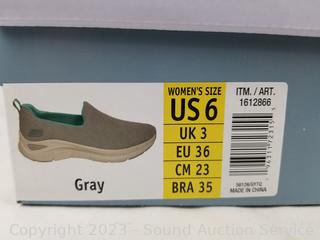 WOMEN'S SIZE
US 6
UK 3
EU 36
CM 23
BRA 35
Gray
ITM. / ART.
1612866
MADE IN CHINA
Copyright 2023 - Sound Auction Service